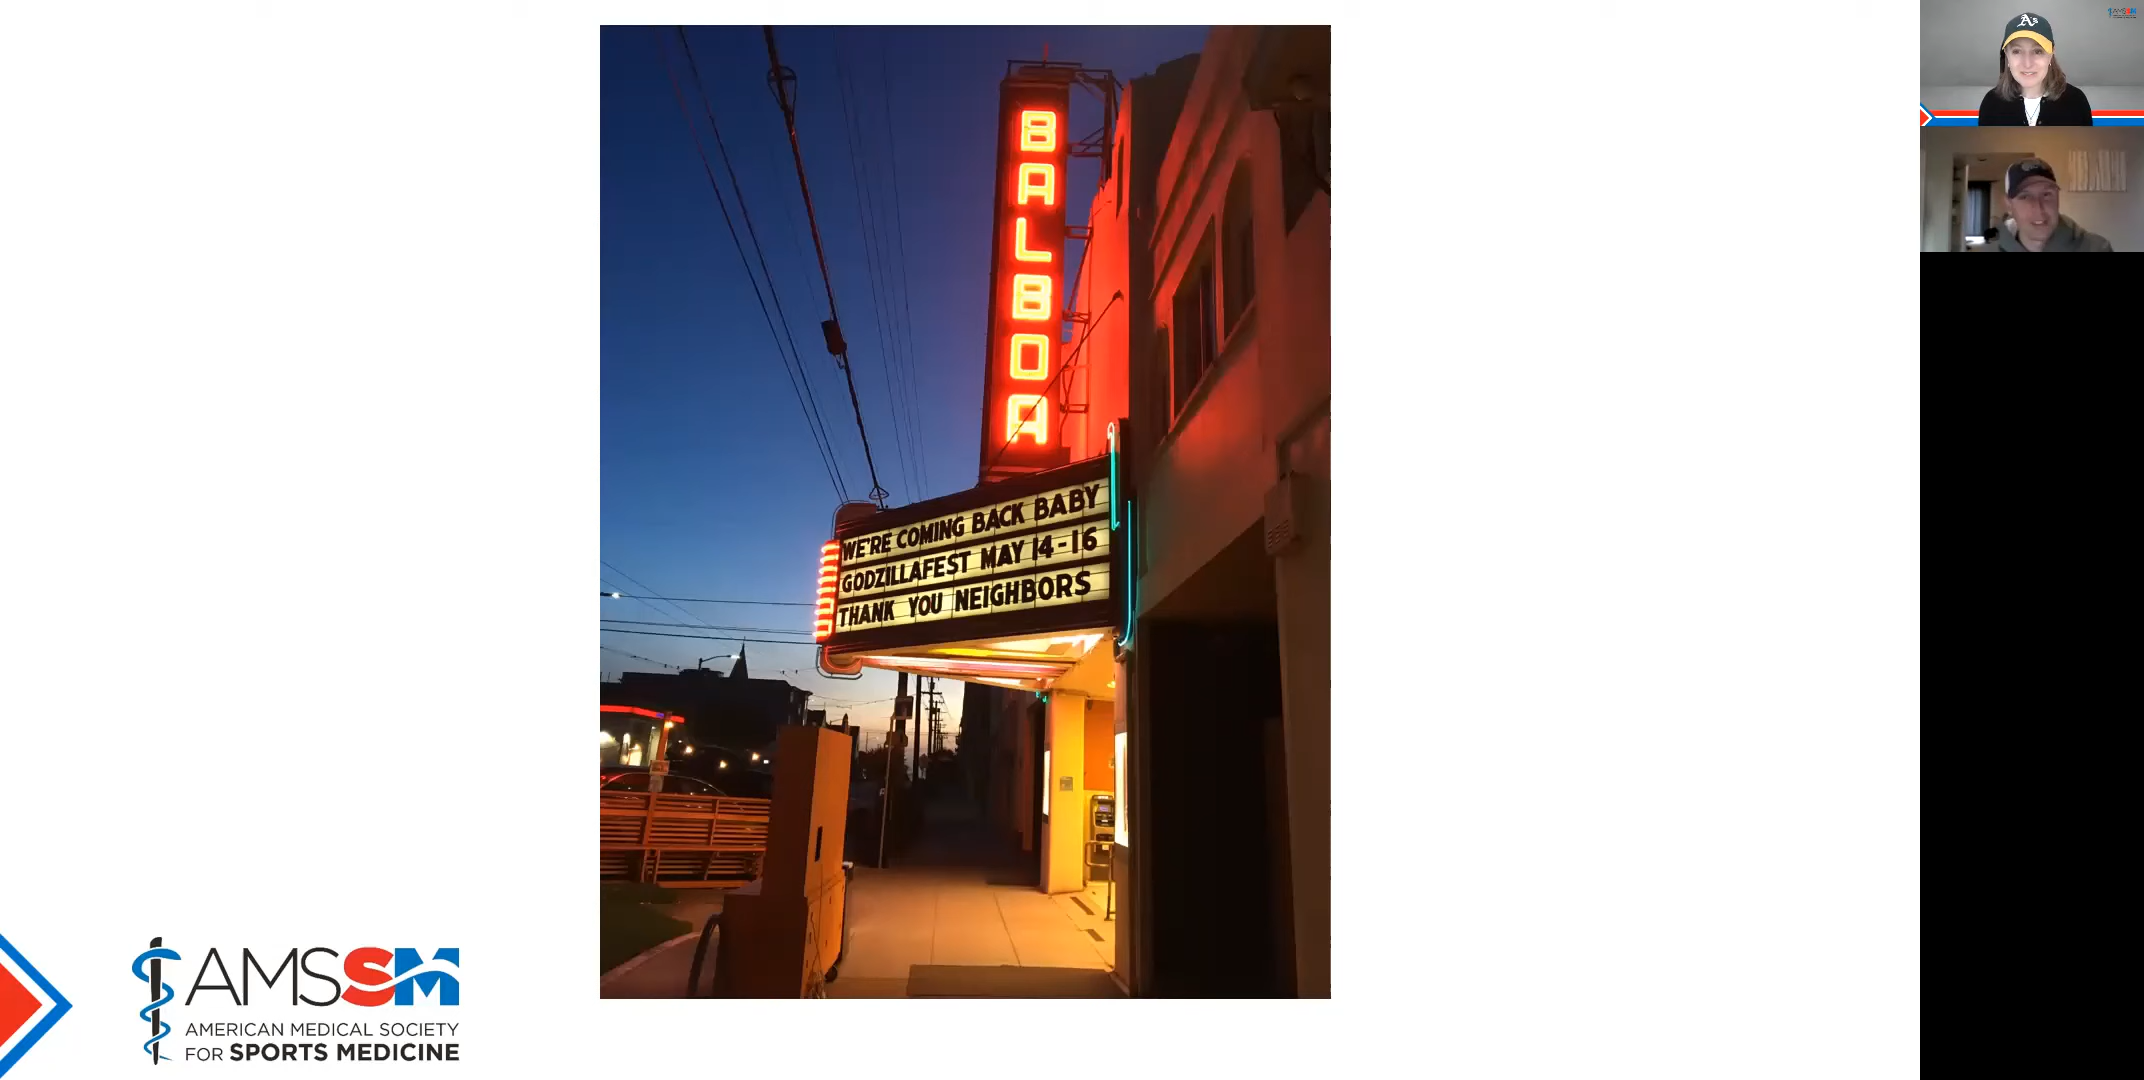 BALBOA
WE'RE COMING BACK BABY
GODZILLAFEST MAY 14-16
THANK YOU NEIGHBORS
AMSSM
AMERICAN MEDICAL SOCIETY
FOR SPORTS MEDICINE
A's
AMSSM